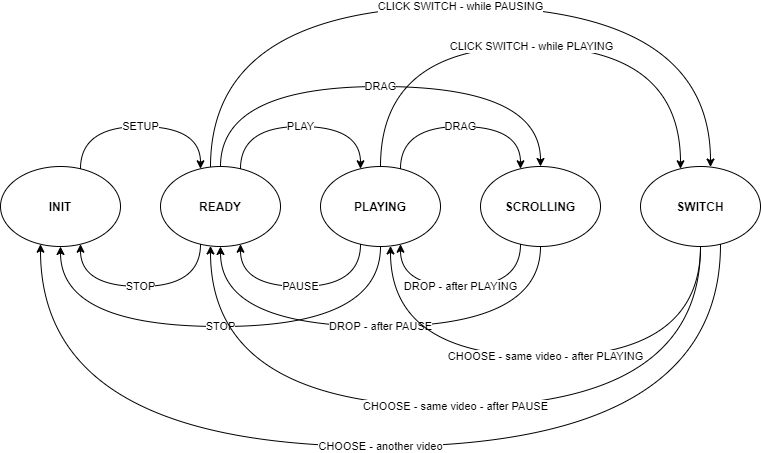 CLICK SWITCH - while PAUSING
CLICK SWITCH - while PLAYING
DRAG
SETUP
PLAY
DRAG
INIT
READY
PLAYING
SCROLLING
SWITCH
STOP
PAUSE
DROP - after PLAYING
STOP
DROP - after PAUSE
CHOOSE - same video - after PLAYING
CHOOSE - same video - after PAUSE
CHOOSE - another video